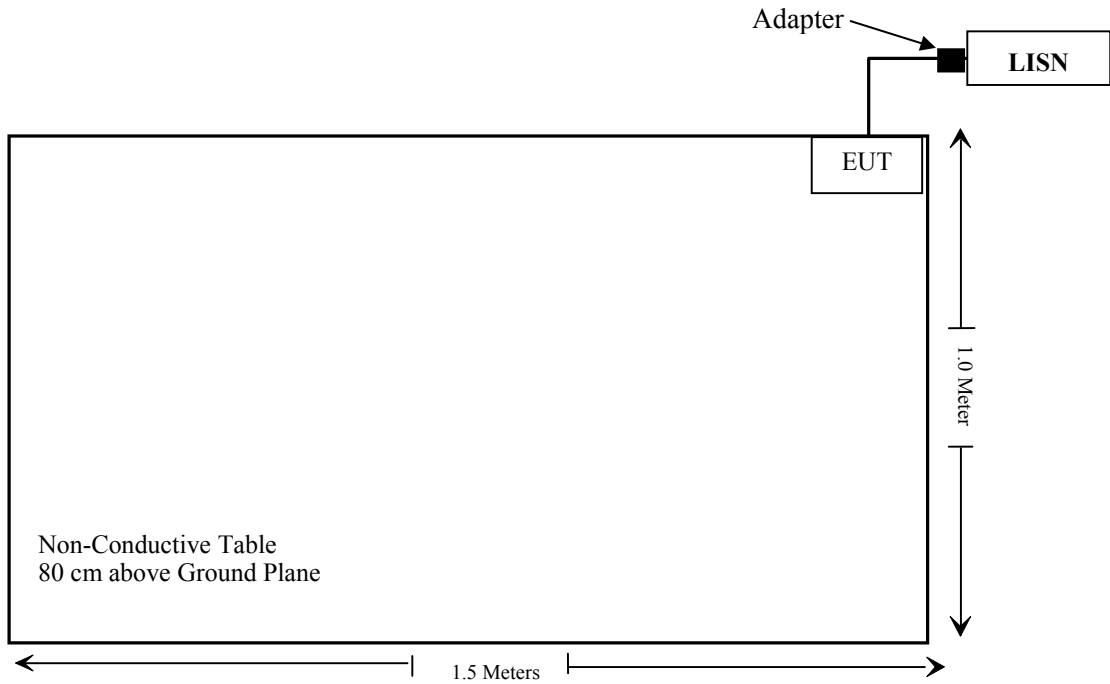 Adapter
LISN
EUT
1.0 Meter
Non-Conductive Table
80 cm above Ground Plane
1.5 Meters